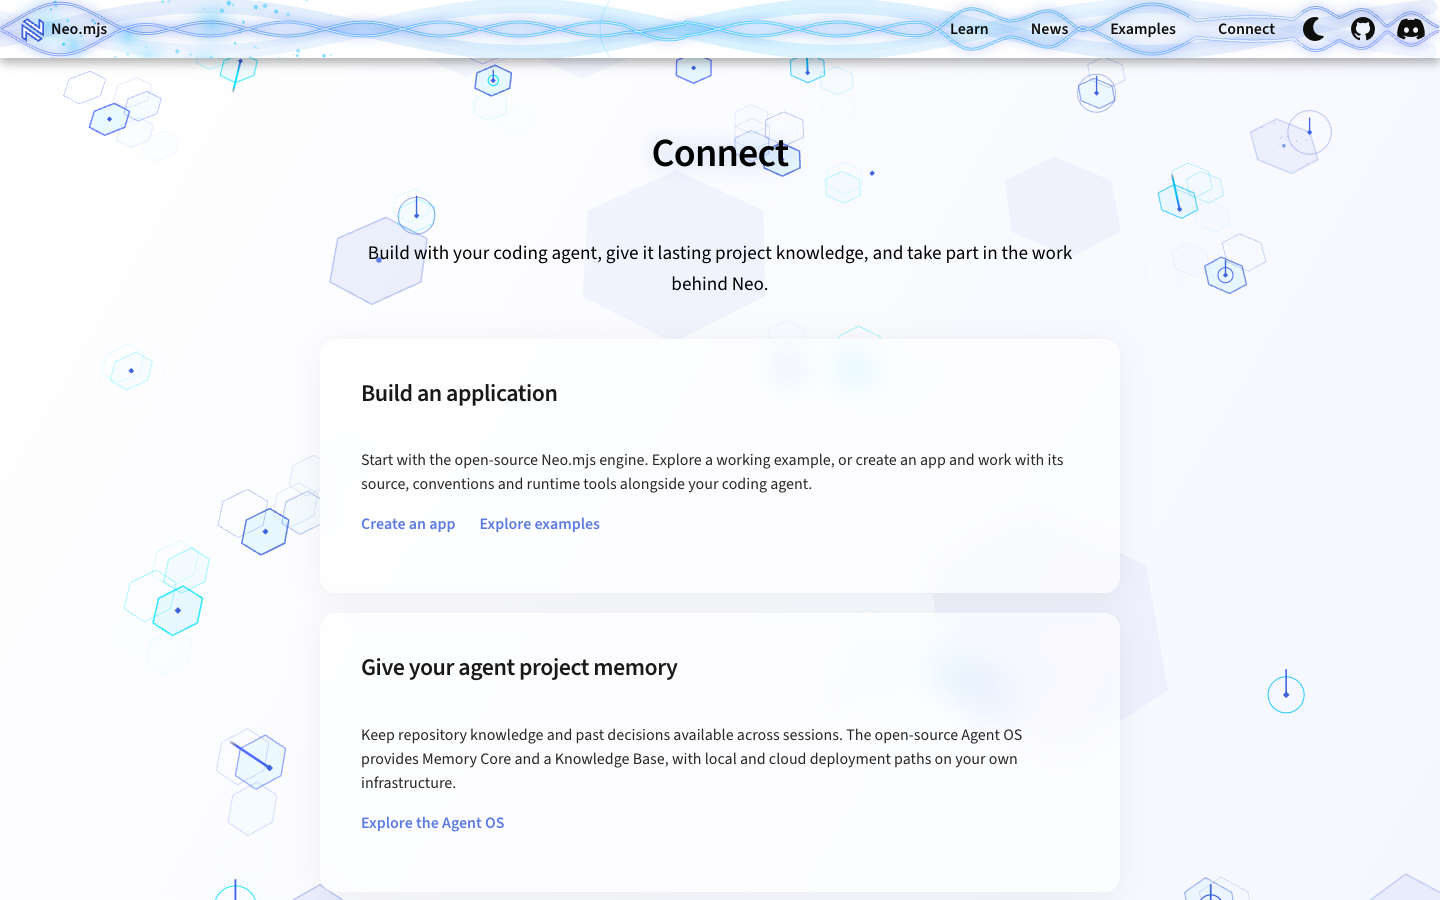 Neo.mjs
Learn
News
Examples
Connect
Connect
Build with your coding agent, give it lasting project knowledge, and take part in the work
behind Neo.
Build an application
Start with the open-source Neo.mjs engine. Explore a working example, or create an app and work with its
source, conventions and runtime tools alongside your coding agent.
Create an app
Explore examples
Give your agent project memory
Keep repository knowledge and past decisions available across sessions. The open-source Agent OS
provides Memory Core and a Knowledge Base, with local and cloud deployment paths on your own
infrastructure.
Explore the Agent OS